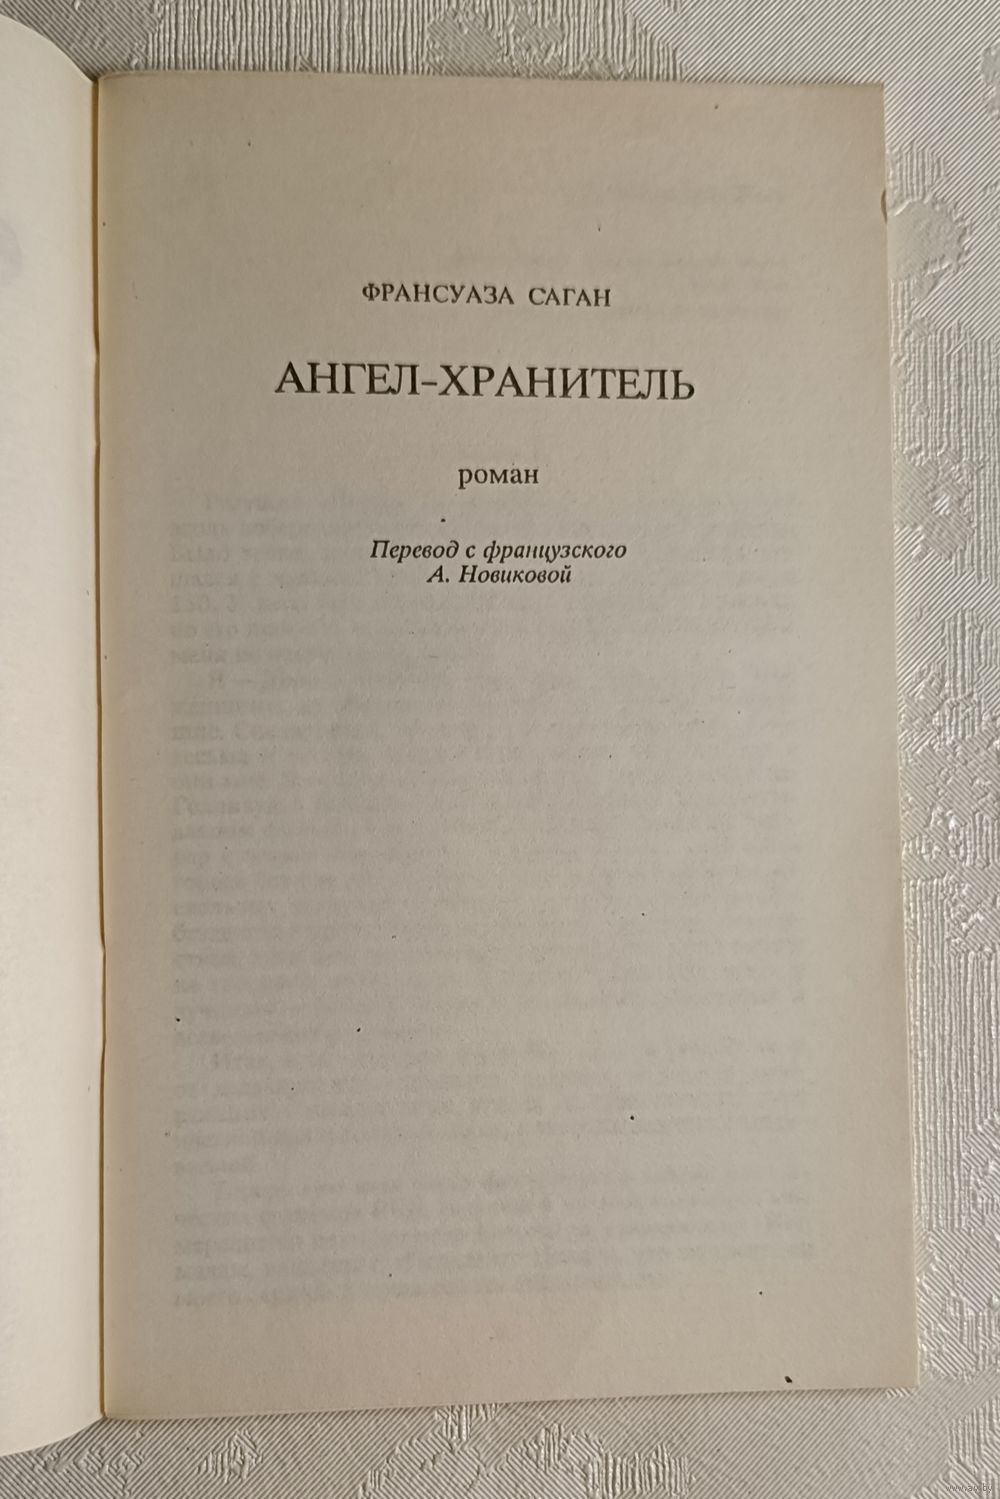 ФРАНСУАЗА САГАН
АНГЕЛ-ХРАНИТЕЛЬ
роман
Перевод с французского
А. Новиковой